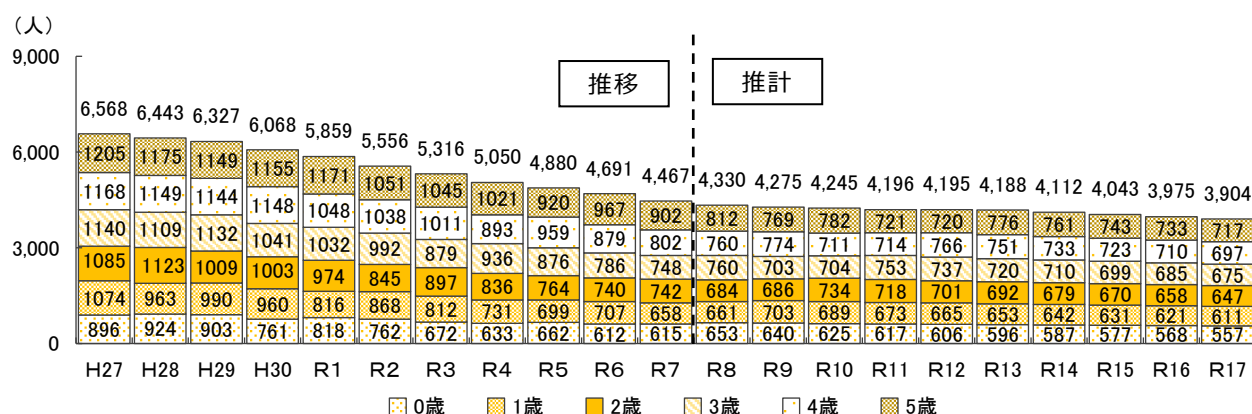 （人）
9,000
6,000
3,000
0
推移
推計
6,568 6,443 6,327 6,068 5,859 5,556 5,316 5,050 4,880 4,691 4,467 4,330 4,275 4,245 4,196 4,195 4,188 4,112 4,043 3,975 3,904
1205 1175 1149 1155 1171 1051 1045 1021 920 967 902 812 769 782 721 720 776 761 743 733 717
1168 1149 1144 1148 1048 1038 1011 893 959 879 802 760 774 711 714 766 751 733 723 710 697
1140 1109 1132 1041 1032 992 879 936 876 786 748 760 703 704 753 737 720 710 699 685 675
1085 1123 1009 1003 974 845 897 836 764 740 742 684 686 734 718 701 692 679 670 658 647
1074 963 990 960 816 868 812 731 699 707 658 661 703 689 673 665 653 642 631 621 611
896 924 903 761 818 762 672 633 662 612 615 653 640 625 617 606 596 587 577 568 557
H27 H28 H29 H30 R1 R2 R3 R4 R5 R6 R7 R8 R9 R10 R11 R12 R13 R14 R15 R16 R17
0歳 1歳 2歳 3歳 4歳 5歳